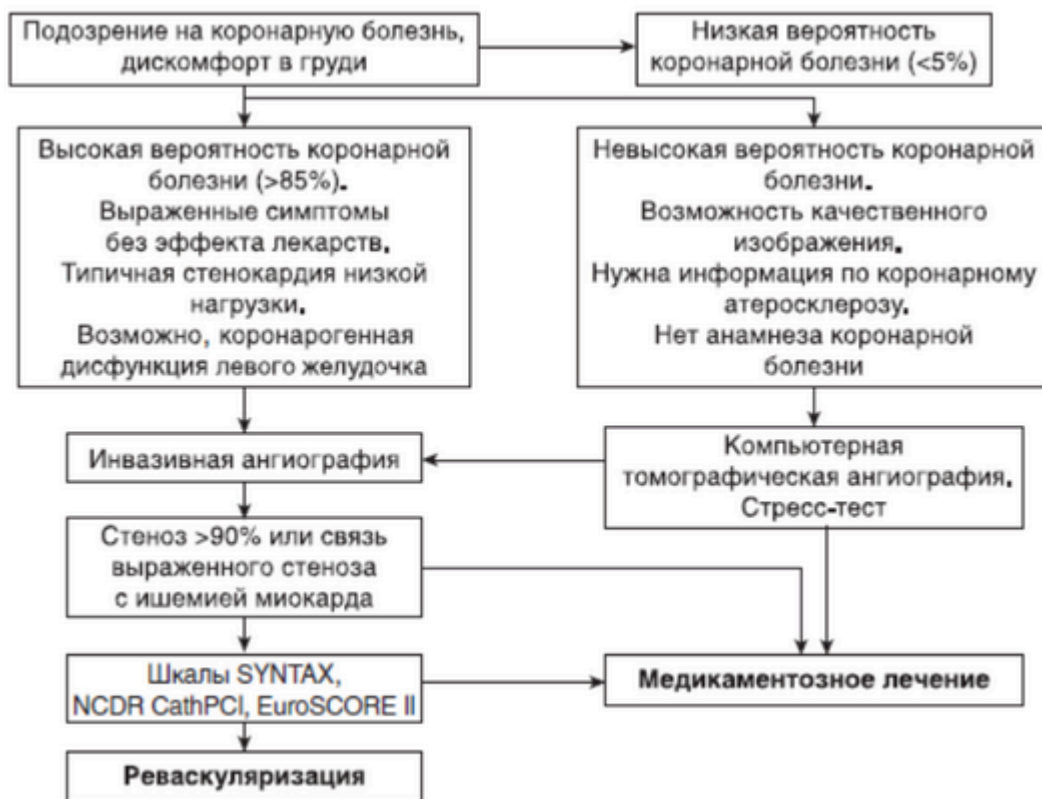 Подозрение на коронарную болезнь,
дискомфорт в груди
Низкая вероятность
коронарной болезни (<5%)
Высокая вероятность коронарной
болезни (>85%).
Выраженные симптомы
без эффекта лекарств.
Типичная стенокардия низкой
нагрузки.
Возможно, коронарогенная
дисфункция левого желудочка
Невысокая вероятность коронарной
болезни.
Возможность качественного
изображения.
Нужна информация по коронарному
атеросклерозу.
Нет анамнеза коронарной
болезни
Инвазивная ангиография
Компьютерная
томографическая ангиография.
Стресс-тест
Стеноз >90% или связь
выраженного стеноза
с ишемией миокарда
Шкалы SYNTAX,
NCDR CathPCI, EuroSCORE II
Медикаментозное лечение
Реваскуляризация